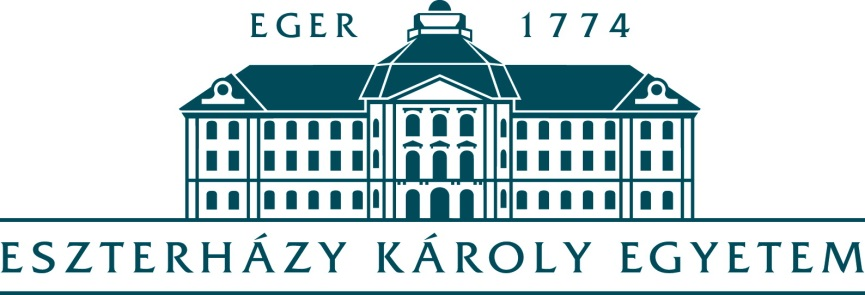 EGER 1774
ESZTERHÁZY KÁROLY EGYETEM